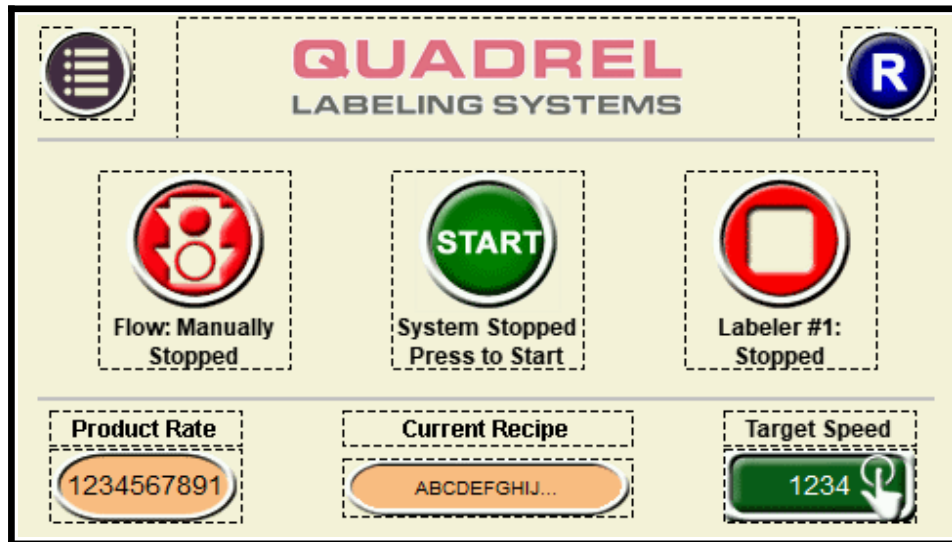 QUADREL
LABELING SYSTEMS
R
START
Flow: Manually
Stopped
System Stopped
Press to Start
Labeler #1:
Stopped
Product Rate
Current Recipe
Target Speed
1234567891
ABCDEFGHIJ...
1234